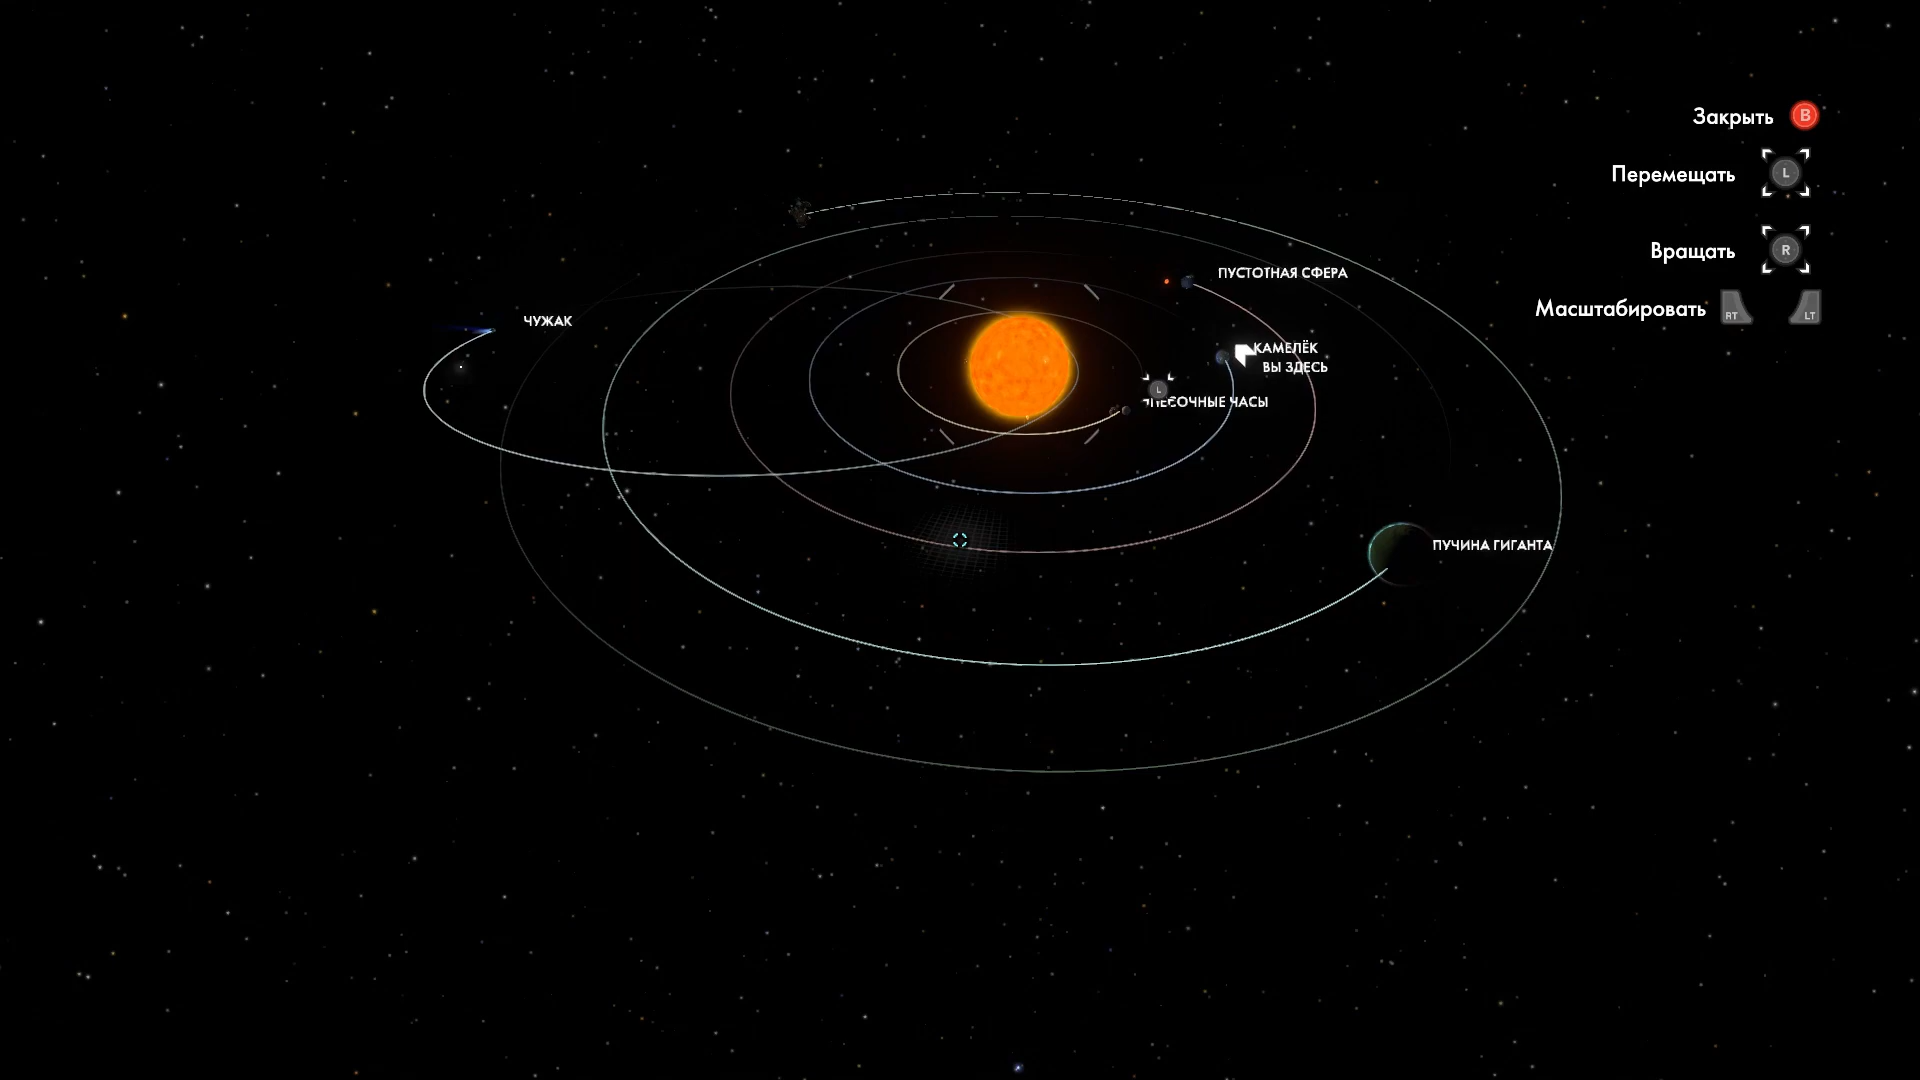 Закрыть B
Перемещать L
Вращать R
Масштабировать RT LT
ПУСТОТНАЯ СФЕРА
ЧУЖАК
КАМЕЛЁК
ВЫ ЗДЕСЬ
L
ПЕСОЧНЫЕ ЧАСЫ
ПУЧИНА ГИГАНТА